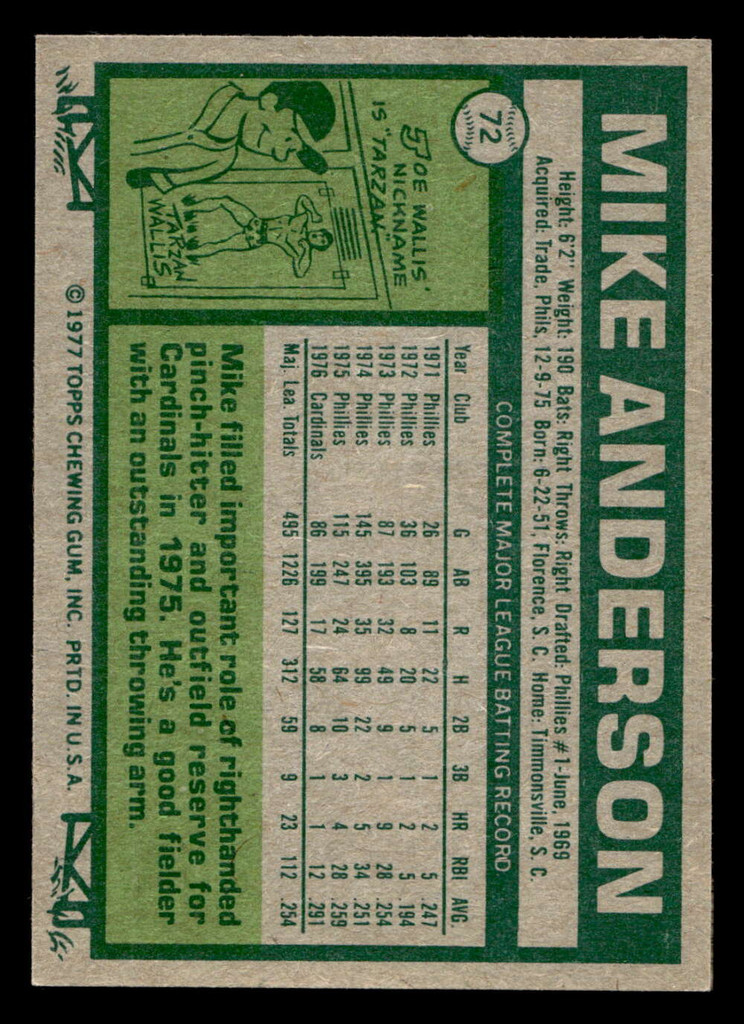 72
MIKE ANDERSON
Height: 6'2" Weight: 190 Bats: Right Throws: Right Drafted: Phillies #1-June, 1969
Acquired: Trade, Phils, 12-9-75 Born: 6-22-51, Florence, S. C. Home: Timmonsville, S. C.
JOE WALLIS'
NICKNAME
IS "TARZAN"
TARZAN
WALLIS
COMPLETE MAJOR LEAGUE BATTING RECORD
Year Club G AB R H 2B 3B HR RBI AVG.
1971 Phillies 26 89 11 22 5 1 2 5 .247
1972 Phillies 36 103 8 20 5 1 2 5 .194
1973 Phillies 87 193 32 49 9 1 9 28 .254
1974 Phillies 145 395 35 99 22 2 5 34 .251
1975 Phillies 115 247 24 64 10 3 4 28 .259
1976 Cardinals 86 199 17 58 8 1 1 12 .291
Maj. Lea. Totals 495 1226 127 312 59 9 23 112 .254
Mike filled important role of righthanded
pinch-hitter and outfield reserve for
Cardinals in 1975. He's a good fielder
with an outstanding throwing arm.
© 1977 TOPPS CHEWING GUM, INC. PRTD. IN U.S.A.